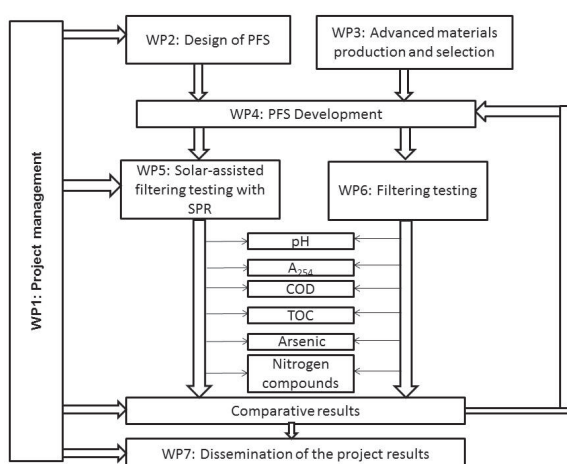 WP1: Project management
WP2: Design of PFS
WP3: Advanced materials
production and selection
WP4: PFS Development
WP5: Solar-assisted
filtering testing with
SPR
WP6: Filtering testing
pH
A254
COD
TOC
Arsenic
Nitrogen
compounds
Comparative results
WP7: Dissemination of the project results